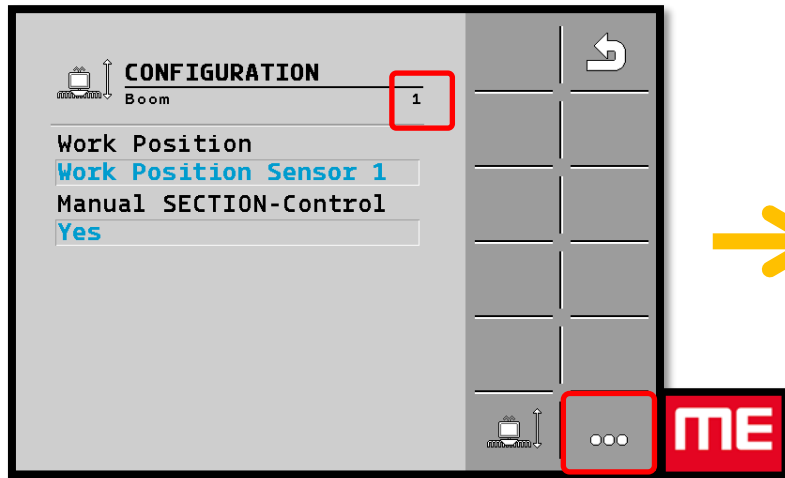 CONFIGURATION
Boom 1
Work Position
Work Position Sensor 1
Manual SECTION-Control
Yes
ME